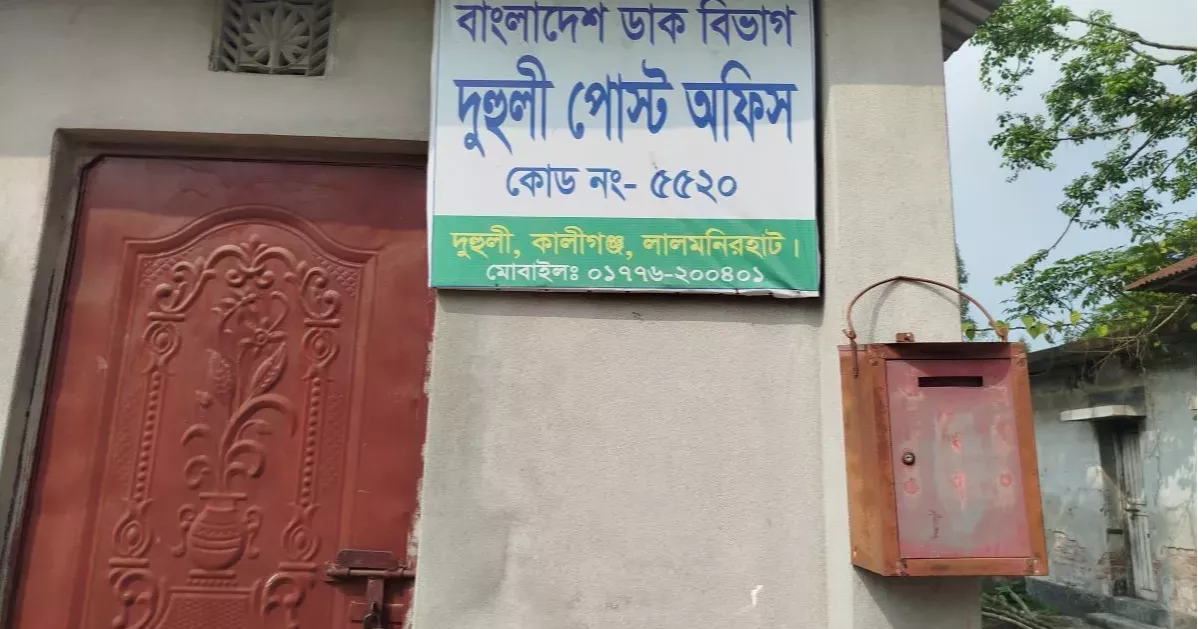 বাংলাদেশ ডাক বিভাগ
দুহুলী পোস্ট অফিস
কোড নং- ৫৫২০
দুহুলী, কালীগঞ্জ, লালমনিরহাট।
মোবাইলঃ ০১৭৭৬-২০০৪০১